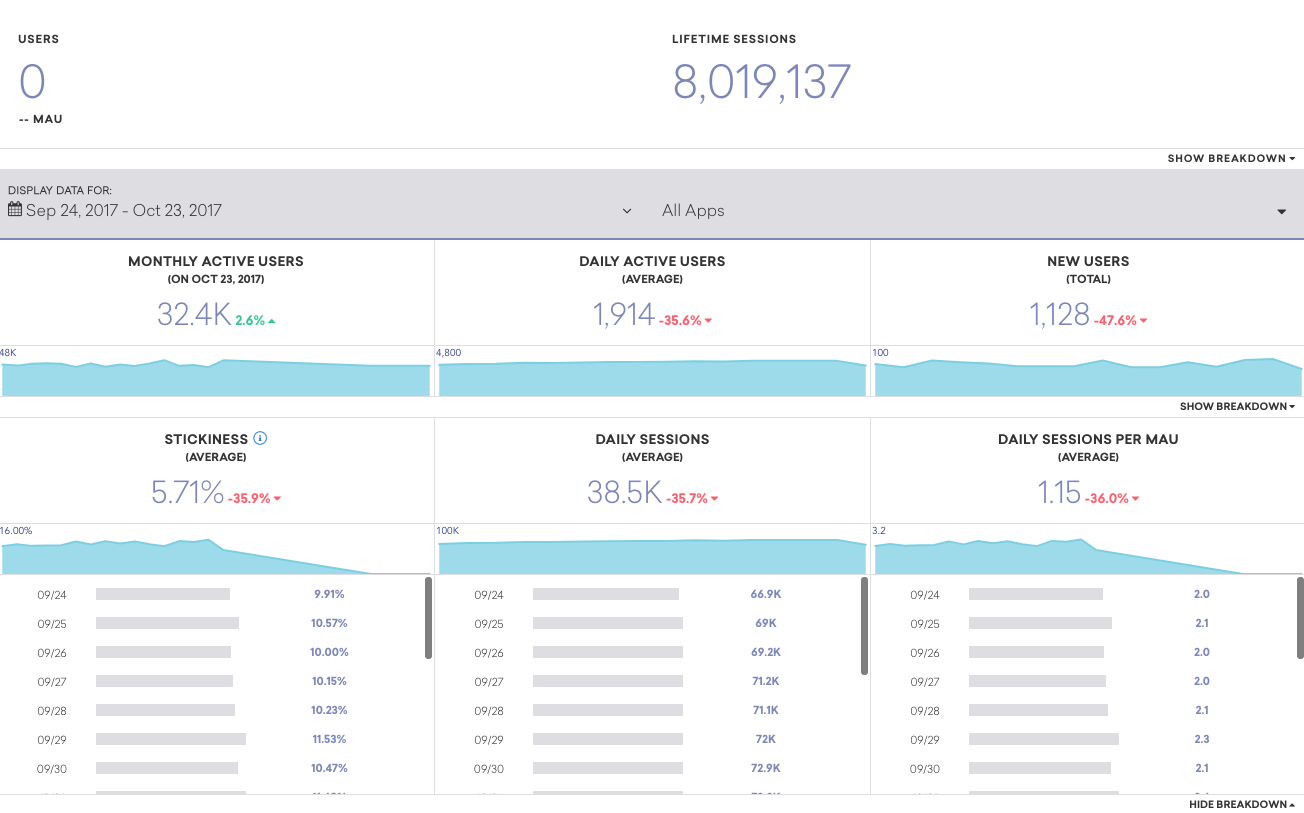 USERS
LIFETIME SESSIONS
0
8,019,137
-- MAU
SHOW BREAKDOWN
DISPLAY DATA FOR:
Sep 24, 2017 - Oct 23, 2017
All Apps
MONTHLY ACTIVE USERS
(ON OCT 23, 2017)
32.4K 2.6%
48K
DAILY ACTIVE USERS
(AVERAGE)
1,914 -35.6%
4,800
NEW USERS
(TOTAL)
1,128 -47.6%
100
SHOW BREAKDOWN
STICKINESS
(AVERAGE)
5.71% -35.9%
16.00%
09/24 9.91%
09/25 10.57%
09/26 10.00%
09/27 10.15%
09/28 10.23%
09/29 11.53%
09/30 10.47%
DAILY SESSIONS
(AVERAGE)
38.5K -35.7%
100K
09/24 66.9K
09/25 69K
09/26 69.2K
09/27 71.2K
09/28 71.1K
09/29 72K
09/30 72.9K
DAILY SESSIONS PER MAU
(AVERAGE)
1.15 -36.0%
3.2
09/24 2.0
09/25 2.1
09/26 2.0
09/27 2.0
09/28 2.1
09/29 2.3
09/30 2.1
HIDE BREAKDOWN